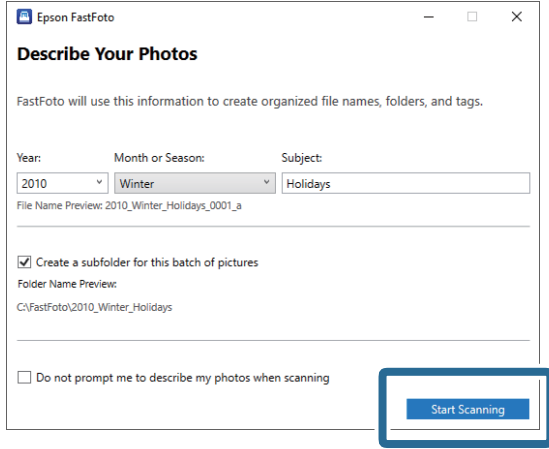 Epson FastFoto
Describe Your Photos
FastFoto will use this information to create organized file names, folders, and tags.
Year: Month or Season: Subject:
2010 Winter Holidays
File Name Preview: 2010_Winter_Holidays_0001_a
Create a subfolder for this batch of pictures
Folder Name Preview:
C:\FastFoto\2010_Winter_Holidays
Do not prompt me to describe my photos when scanning
Start Scanning